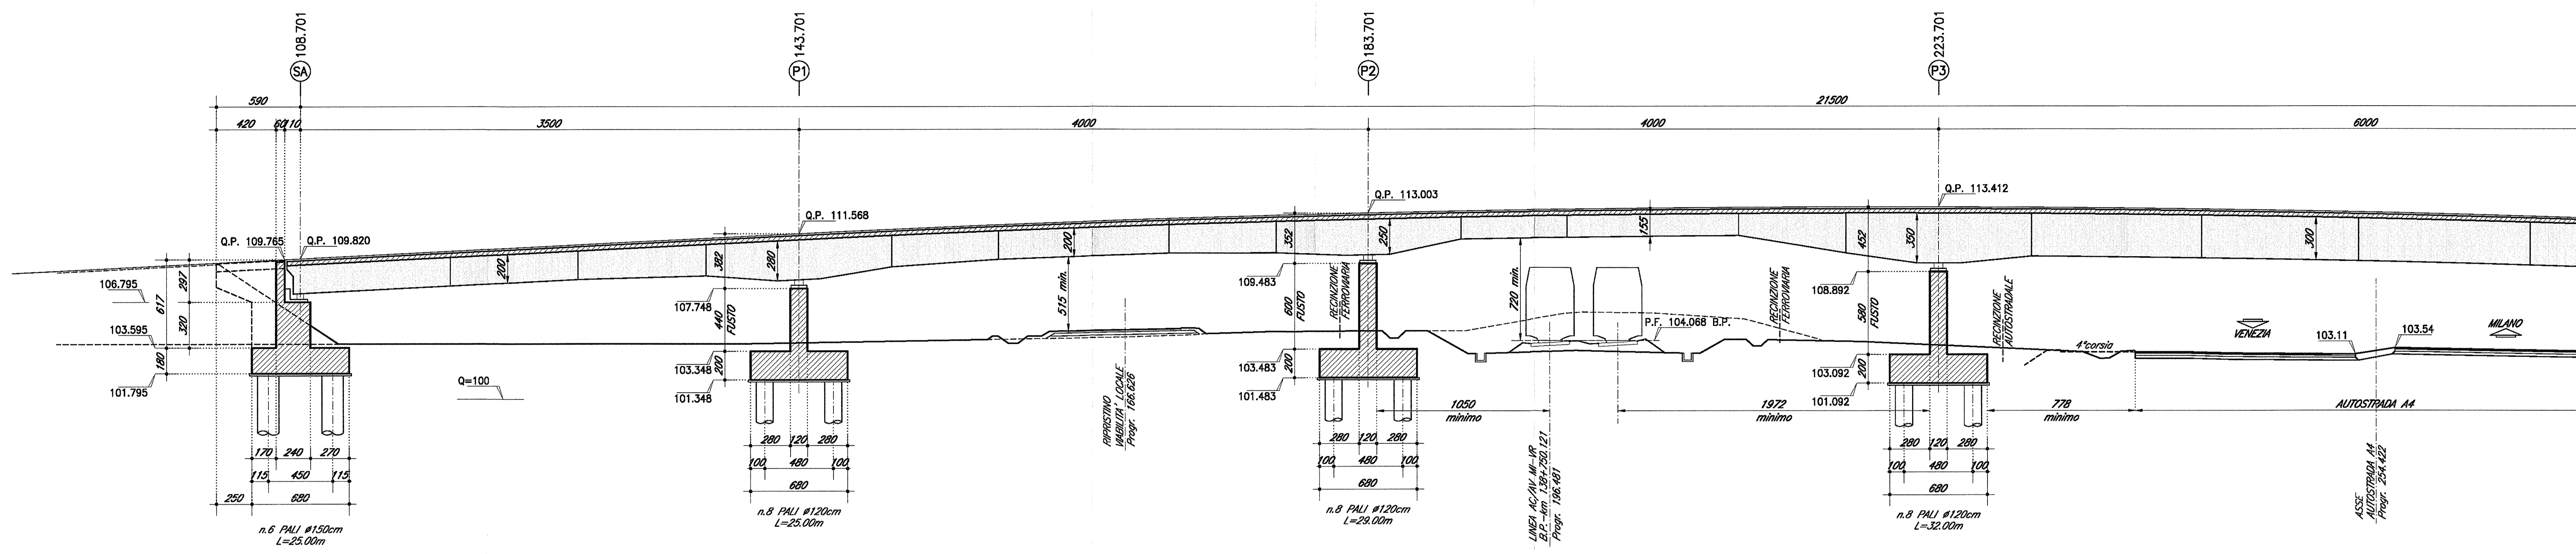 108.701
143.701
183.701
223.701
SA
P1
P2
P3
590
21500
420
60
110
3500
4000
4000
6000
Q.P. 109.765
Q.P. 109.820
Q.P. 111.568
Q.P. 113.003
Q.P. 113.412
106.795
103.595
101.795
617
297
320
180
200
382
280
200
352
250
155
452
350
300
107.748
440
FUSTO
103.348
200
101.348
515 min.
109.483
600
FUSTO
103.483
200
101.483
RECINZIONE
FERROVIARIA
720 min.
P.F. 104.068 B.P.
RECINZIONE
FERROVIARIA
108.892
580
FUSTO
103.092
200
101.092
RECINZIONE
AUTOSTRADALE
4°corsia
VENEZIA
103.11
103.54
MILANO
Q=100
RIPRISTINO
VIABILITA' LOCALE
Progr. 166.626
1050
minimo
1972
minimo
778
minimo
AUTOSTRADA A4
LINEA AC/AV MI-VR
B.P.-km 138+750.121
Progr. 196.481
ASSE
AUTOSTRADA A4
Progr. 254.422
170
240
270
115
450
115
250
680
n.6 PALI ø150cm
L=25.00m
280
120
280
100
480
100
680
n.8 PALI ø120cm
L=25.00m
280
120
280
100
480
100
680
n.8 PALI ø120cm
L=29.00m
280
120
280
100
480
100
680
n.8 PALI ø120cm
L=32.00m